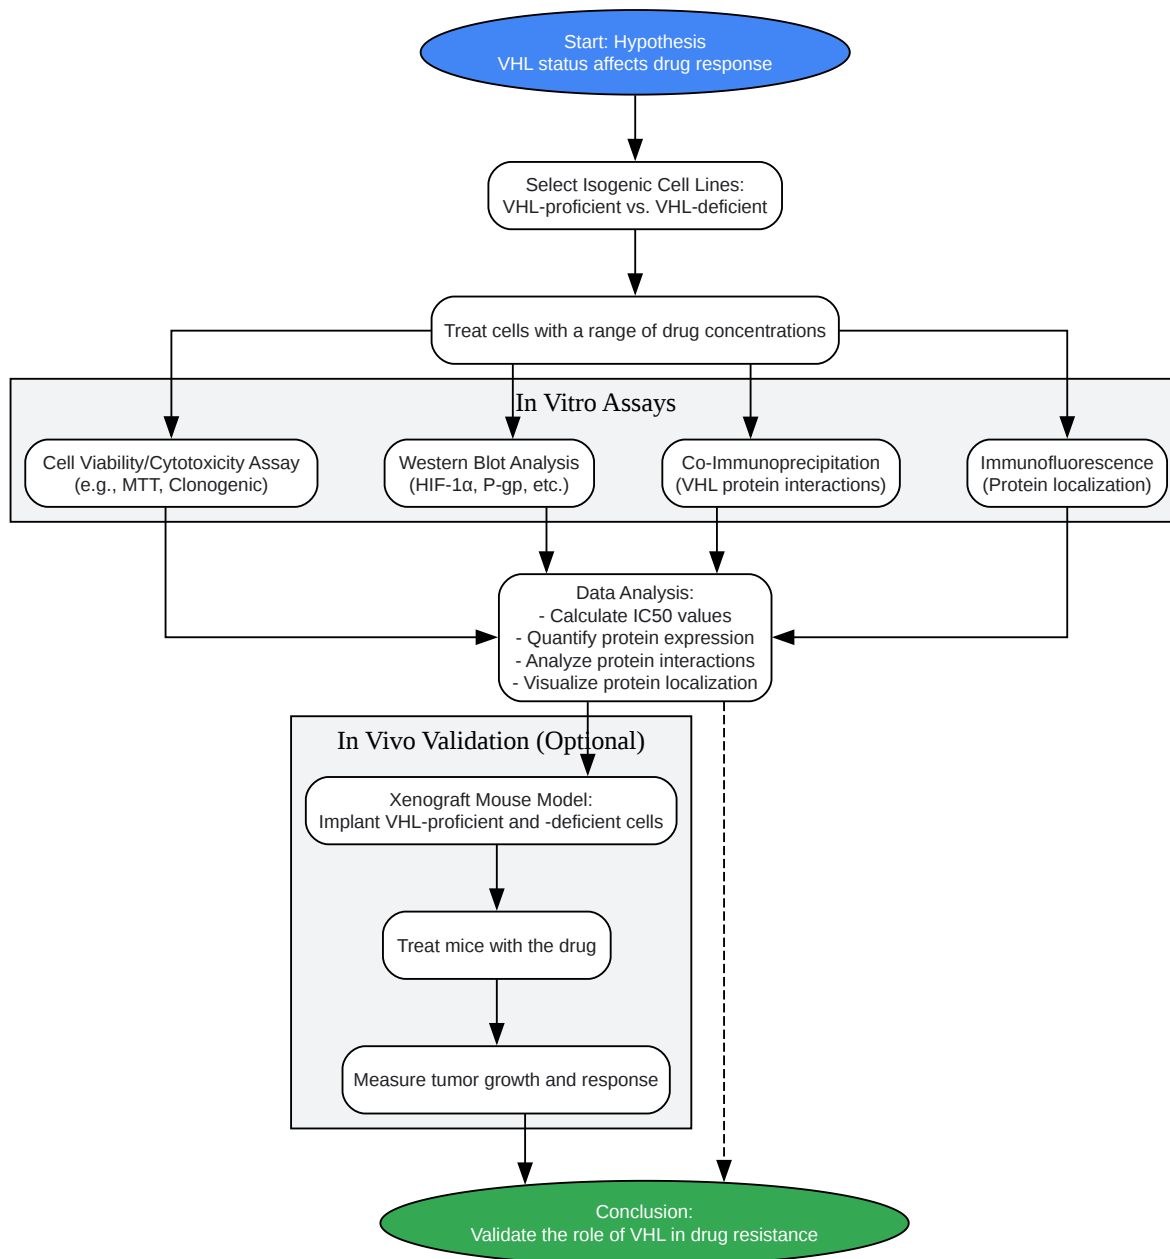 Start: Hypothesis
VHL status affects drug response
Select Isogenic Cell Lines:
VHL-proficient vs. VHL-deficient
Treat cells with a range of drug concentrations
In Vitro Assays
Cell Viability/Cytotoxicity Assay
(e.g., MTT, Clonogenic)
Western Blot Analysis
(HIF-1α, P-gp, etc.)
Co-Immunoprecipitation
(VHL protein interactions)
Immunofluorescence
(Protein localization)
Data Analysis:
- Calculate IC50 values
- Quantify protein expression
- Analyze protein interactions
- Visualize protein localization
In Vivo Validation (Optional)
Xenograft Mouse Model:
Implant VHL-proficient and -deficient cells
Treat mice with the drug
Measure tumor growth and response
Conclusion:
Validate the role of VHL in drug resistance